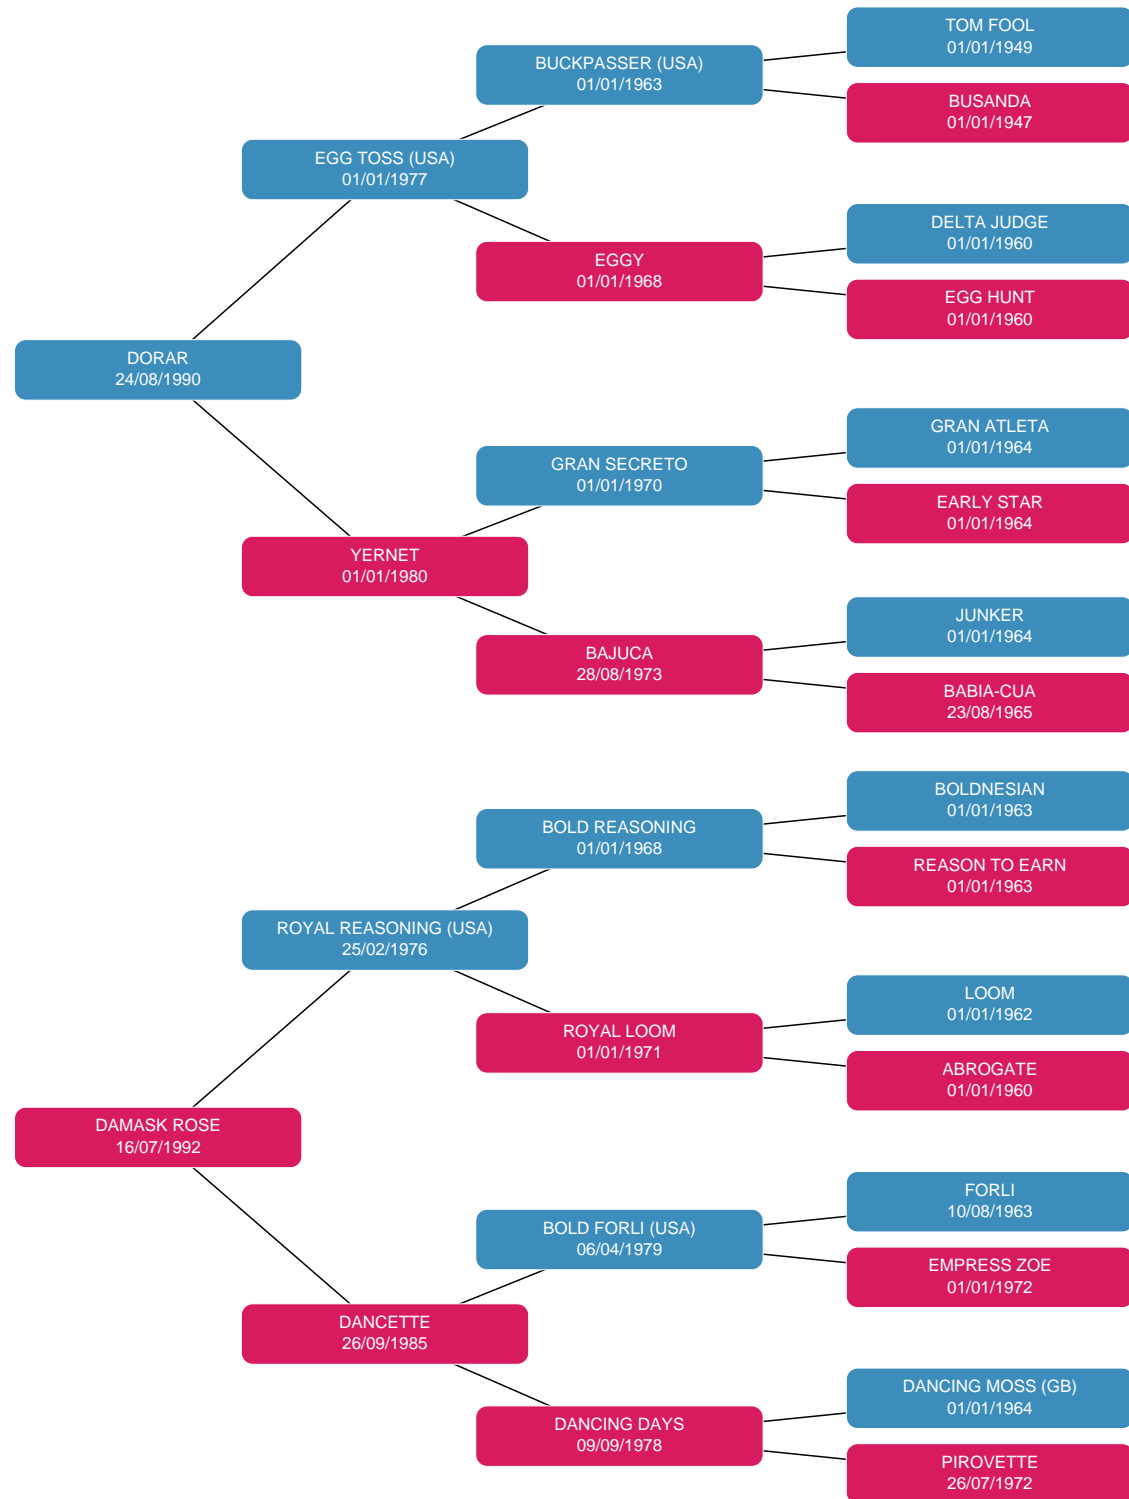 TOM FOOL
01/01/1949
BUCKPASSER (USA)
01/01/1963
BUSANDA
01/01/1947
EGG TOSS (USA)
01/01/1977
DELTA JUDGE
01/01/1960
EGGY
01/01/1968
EGG HUNT
01/01/1960
DORAR
24/08/1990
GRAN ATLETA
01/01/1964
GRAN SECRETO
01/01/1970
EARLY STAR
01/01/1964
YERNET
01/01/1980
JUNKER
01/01/1964
BAJUCA
28/08/1973
BABIA-CUA
23/08/1965
BOLDNESIAN
01/01/1963
BOLD REASONING
01/01/1968
REASON TO EARN
01/01/1963
ROYAL REASONING (USA)
25/02/1976
LOOM
01/01/1962
ROYAL LOOM
01/01/1971
ABROGATE
01/01/1960
DAMASK ROSE
16/07/1992
FORLI
10/08/1963
BOLD FORLI (USA)
06/04/1979
EMPRESS ZOE
01/01/1972
DANCETTE
26/09/1985
DANCING MOSS (GB)
01/01/1964
DANCING DAYS
09/09/1978
PIROVETTE
26/07/1972